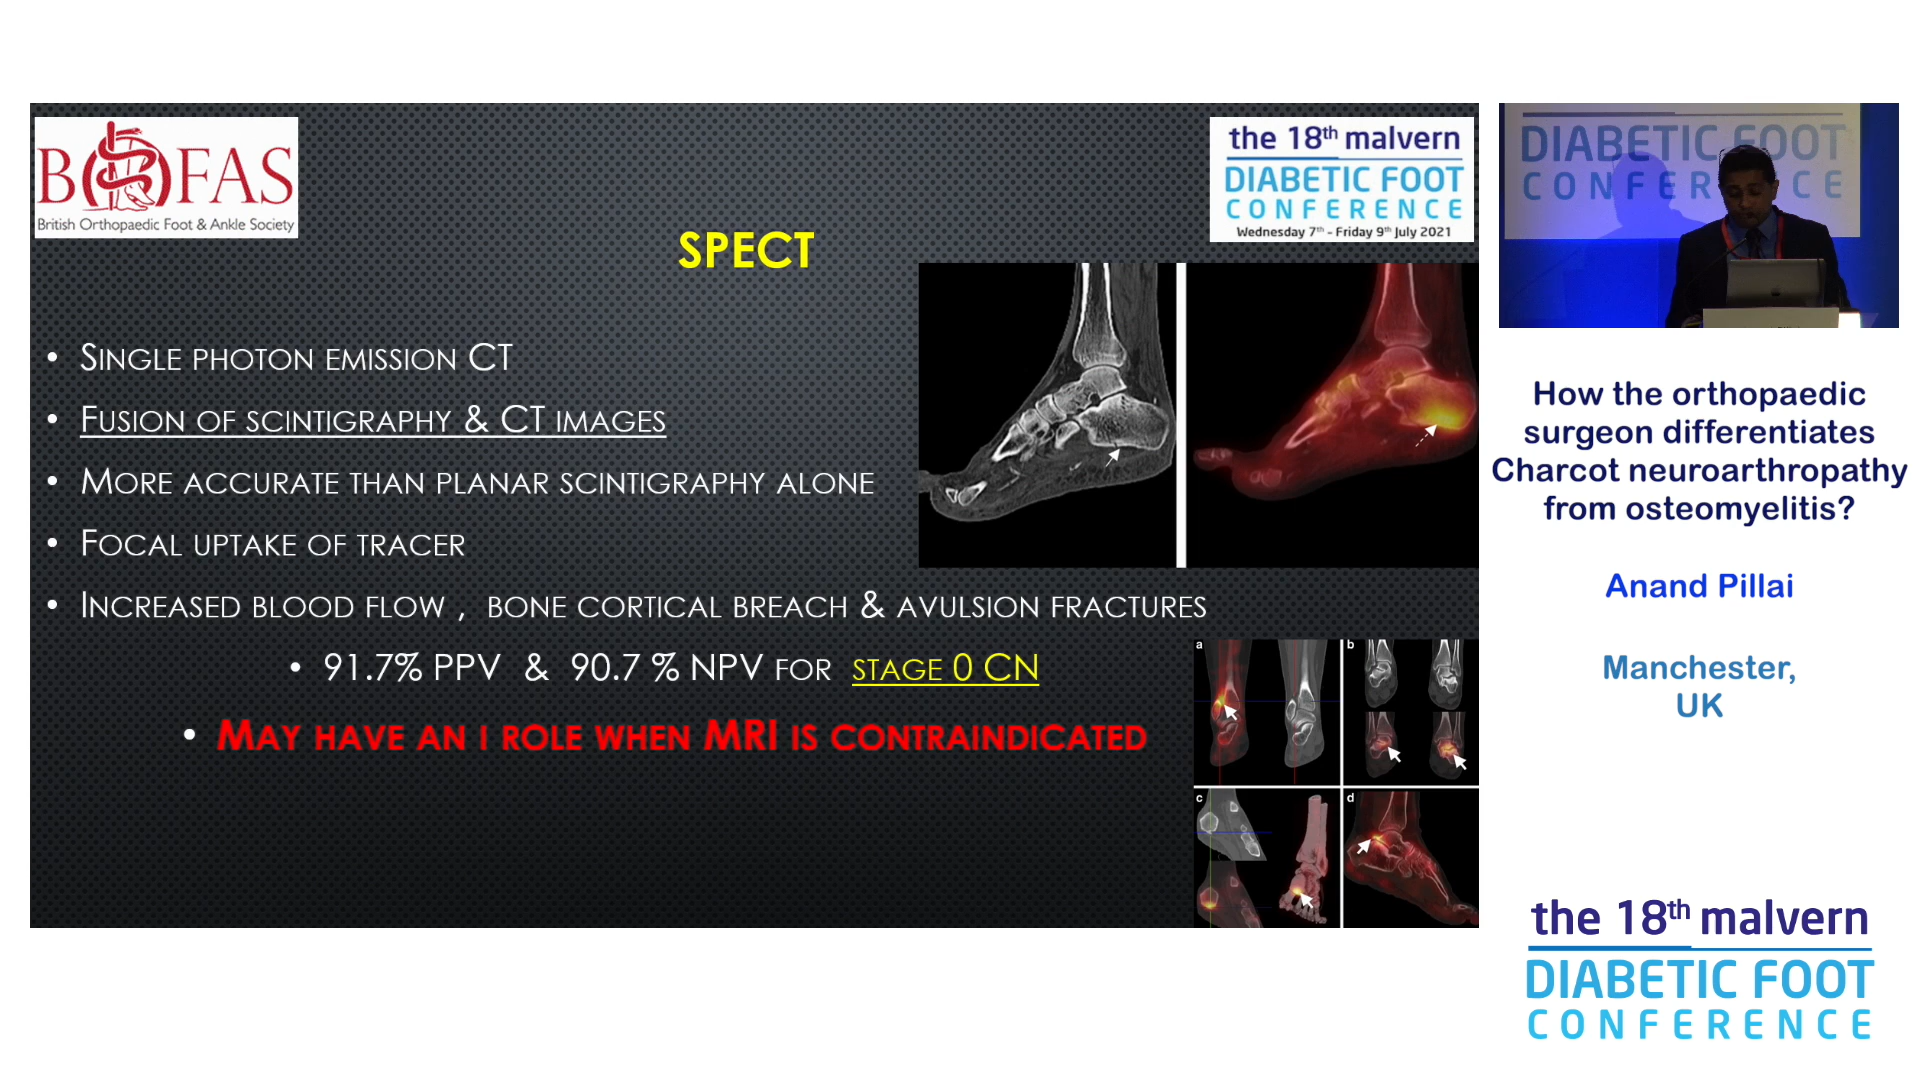 BOFAS
British Orthopaedic Foot & Ankle Society
the 18th malvern
DIABETIC FOOT
CONFERENCE
Wednesday 7th - Friday 9th July 2021
SPECT
• Single photon emission CT
• Fusion of scintigraphy & CT images
• More accurate than planar scintigraphy alone
• Focal uptake of tracer
• Increased blood flow , bone cortical breach & avulsion fractures
• 91.7% PPV & 90.7 % NPV for stage 0 CN
• May have an i role when MRI is contraindicated
a
b
c
d
DIABETIC FOOT
CONFERENCE
How the orthopaedic
surgeon differentiates
Charcot neuroarthropathy
from osteomyelitis?
Anand Pillai
Manchester,
UK
the 18th malvern
DIABETIC FOOT
CONFERENCE